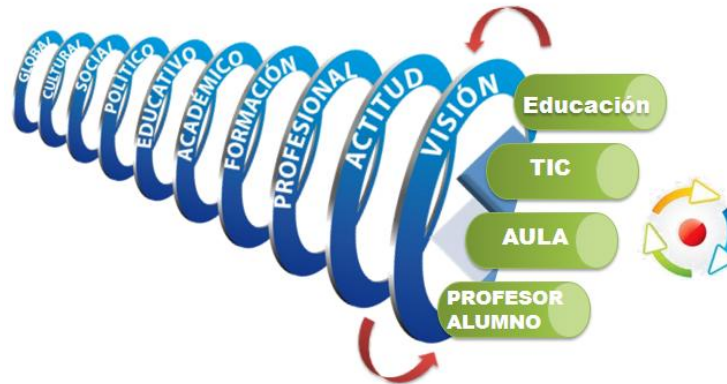 GLOBAL
CULTURAL
SOCIAL
POLÍTICO
EDUCATIVO
ACADÉMICO
FORMACIÓN
PROFESIONAL
ACTITUD
VISIÓN
Educación
TIC
AULA
PROFESOR
ALUMNO